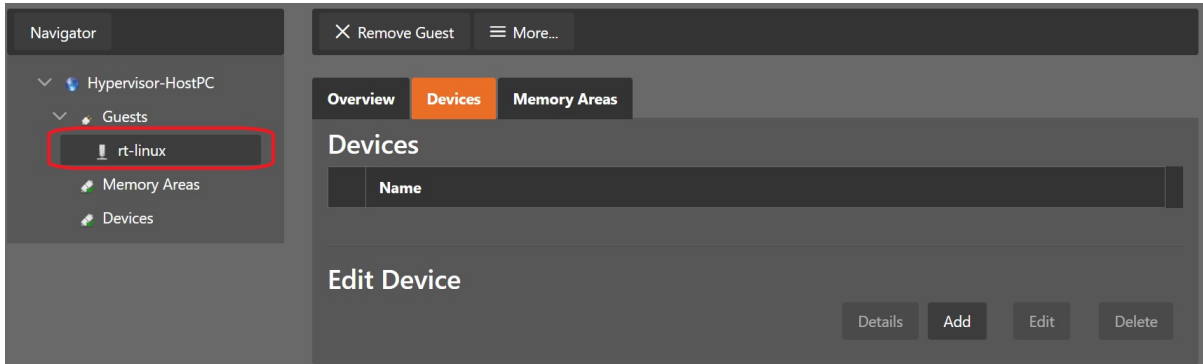 Navigator
Hypervisor-HostPC
Guests
rt-linux
Memory Areas
Devices
Remove Guest More...
Overview Devices Memory Areas
Devices
Name
Edit Device
Details Add Edit Delete